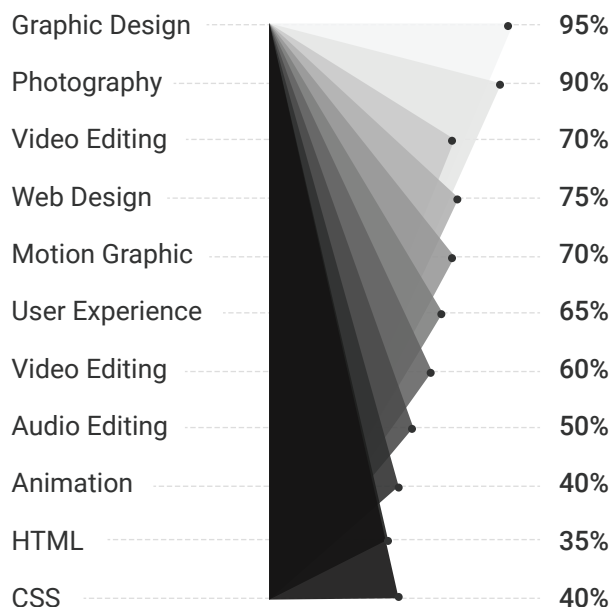 Graphic Design 95%
Photography 90%
Video Editing 70%
Web Design 75%
Motion Graphic 70%
User Experience 65%
Video Editing 60%
Audio Editing 50%
Animation 40%
HTML 35%
CSS 40%